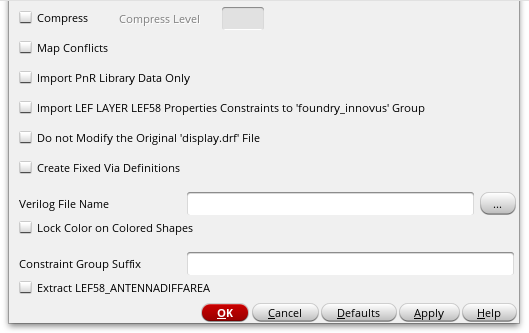 Compress Compress Level
Map Conflicts
Import PnR Library Data Only
Import LEF LAYER LEF58 Properties Constraints to 'foundry_innovus' Group
Do not Modify the Original 'display.drf' File
Create Fixed Via Definitions
Verilog File Name ...
Lock Color on Colored Shapes
Constraint Group Suffix
Extract LEF58_ANTENNADIFFAREA
OK Cancel Defaults Apply Help